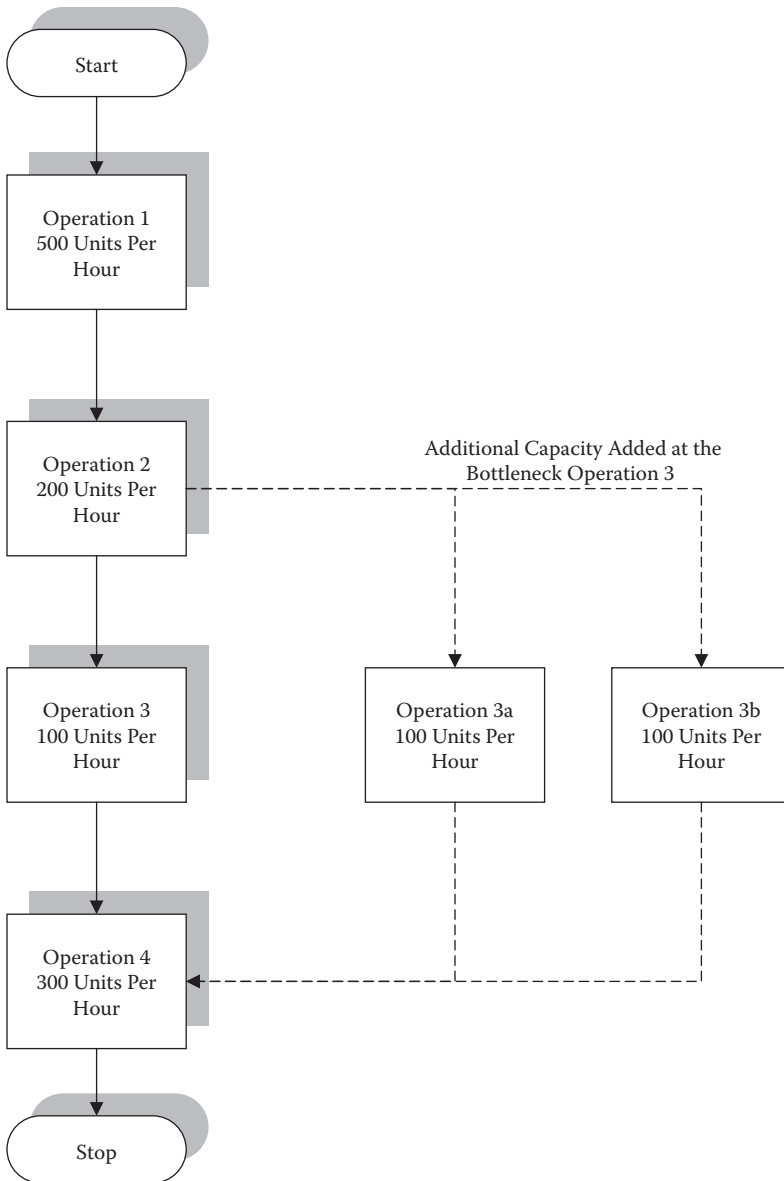 Start
Operation 1
500 Units Per
Hour
Operation 2
200 Units Per
Hour
Additional Capacity Added at the
Bottleneck Operation 3
Operation 3
100 Units Per
Hour
Operation 3a
100 Units Per
Hour
Operation 3b
100 Units Per
Hour
Operation 4
300 Units Per
Hour
Stop